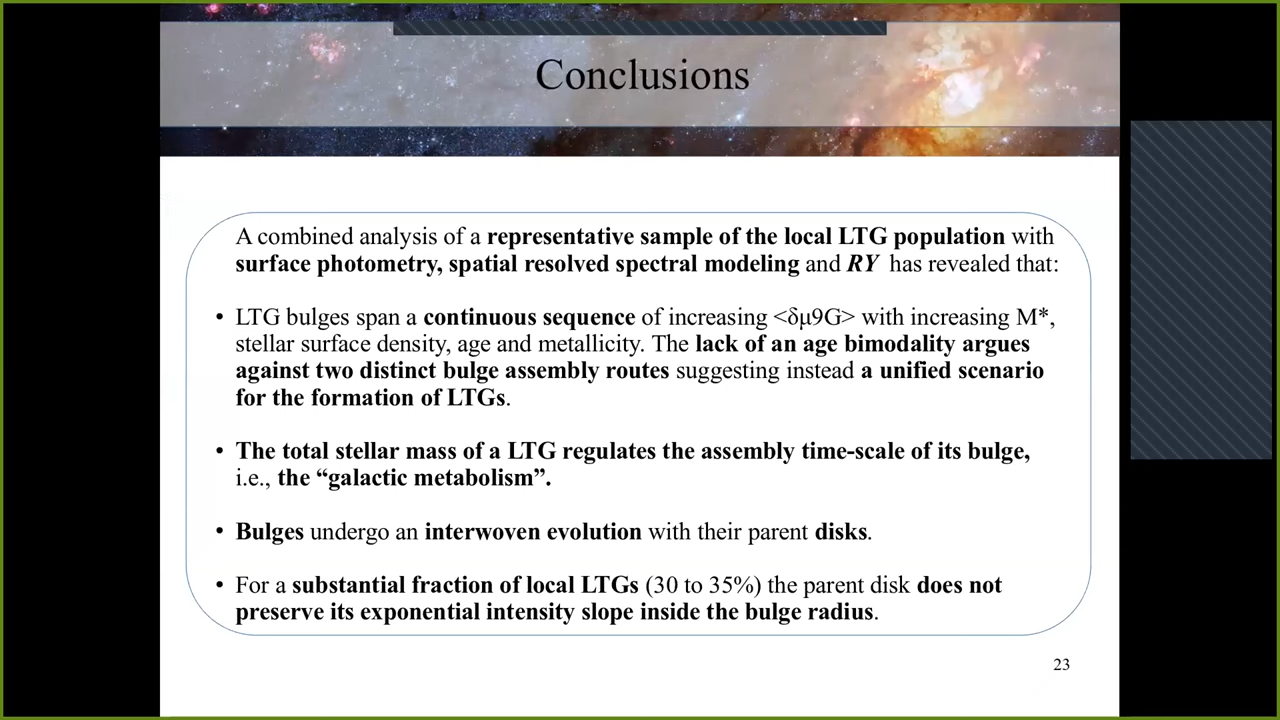 Conclusions
A combined analysis of a representative sample of the local LTG population with
surface photometry, spatial resolved spectral modeling and RY has revealed that:
• LTG bulges span a continuous sequence of increasing <δμ9G> with increasing M*,
stellar surface density, age and metallicity. The lack of an age bimodality argues
against two distinct bulge assembly routes suggesting instead a unified scenario
for the formation of LTGs.
• The total stellar mass of a LTG regulates the assembly time-scale of its bulge,
i.e., the “galactic metabolism”.
• Bulges undergo an interwoven evolution with their parent disks.
• For a substantial fraction of local LTGs (30 to 35%) the parent disk does not
preserve its exponential intensity slope inside the bulge radius.
23